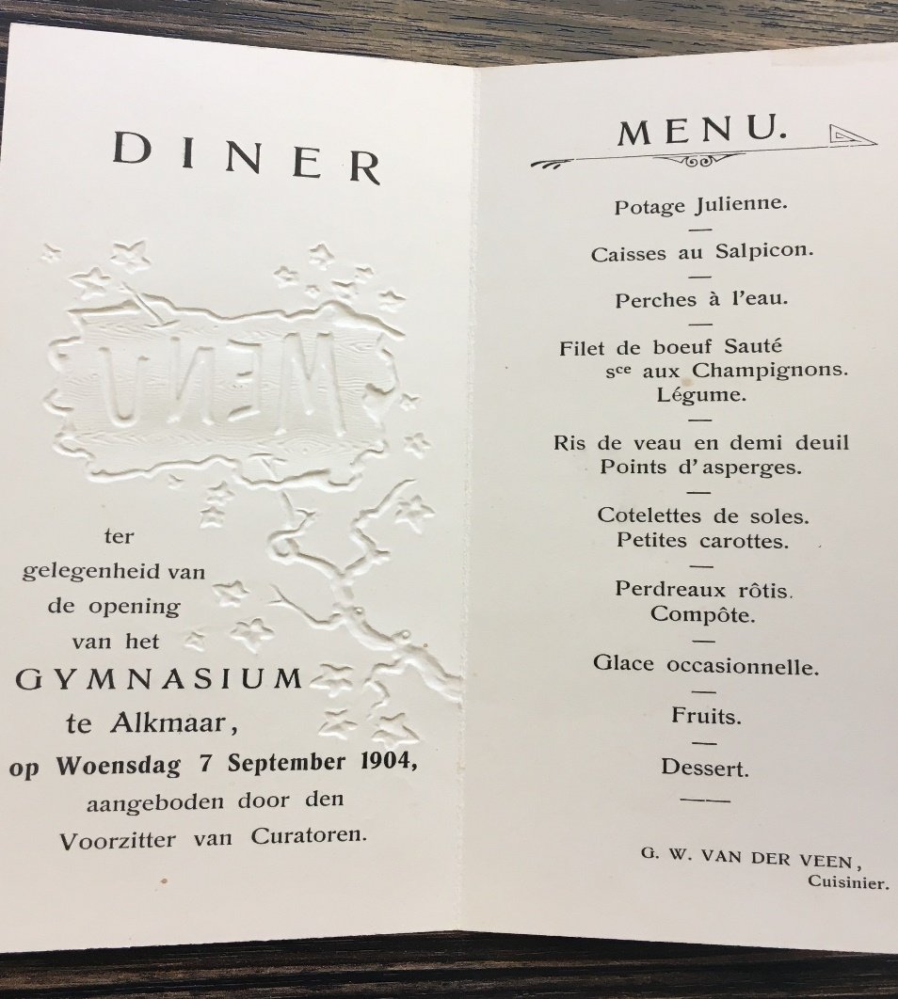 DINER
MENU
ter
gelegenheid van
de opening
van het
GYMNASIUM
te Alkmaar,
op Woensdag 7 September 1904,
aangeboden door den
Voorzitter van Curatoren.
MENU.
Potage Julienne.
Caisses au Salpicon.
Perches à l'eau.
Filet de boeuf Sauté
sce aux Champignons.
Légume.
Ris de veau en demi deuil
Points d'asperges.
Cotelettes de soles.
Petites carottes.
Perdreaux rôtis.
Compôte.
Glace occasionnelle.
Fruits.
Dessert.
G. W. VAN DER VEEN,
Cuisinier.